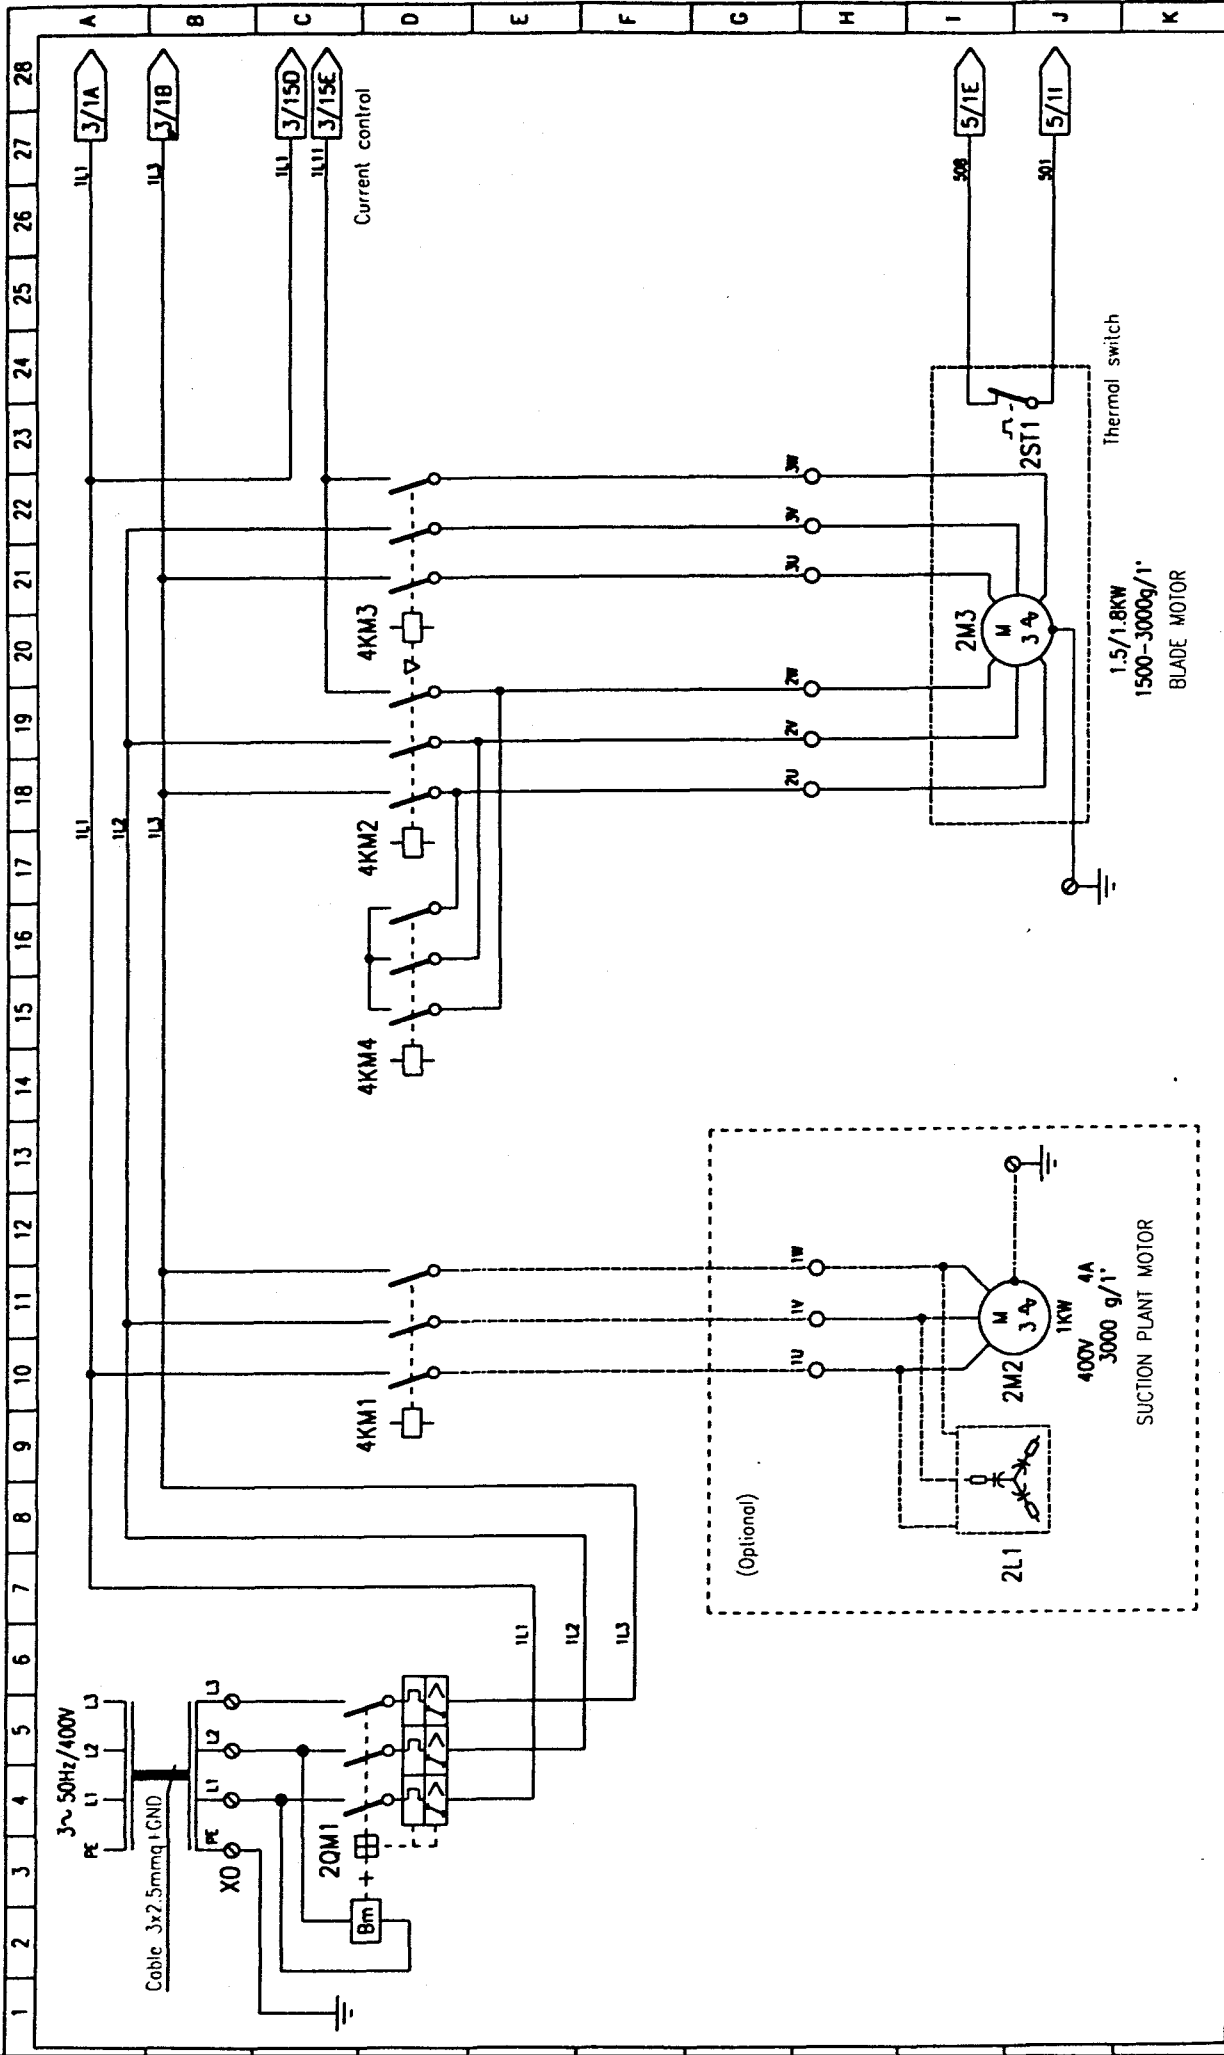 1 2 3 4 5 6 7 8 9 10 11 12 13 14 15 16 17 18 19 20 21 22 23 24 25 26 27 28
A
B
C
D
E
F
G
H
I
J
K
3~ 50Hz/400V
PE L1 L2 L3
Cable 3x2.5mmq+GND
PE L1 L2 L3
X0
2QM1
Bm
1L1
1L2
1L3
1L1
1L2
1L3
1L1
3/1A
1L3
3/1B
1L1
3/15D
1L11
3/15E
Current control
4KM1
4KM4
4KM2
4KM3
1U 1V 1W
2U 2V 2W
3U 3V 3W
(Optional)
2L1
2M2
M
3
1KW
400V 4A
3000 g/1'
SUCTION PLANT MOTOR
2M3
M
3
2ST1
Thermal switch
1.5/1.8KW
1500-3000g/1'
BLADE MOTOR
508
5/1E
501
5/1I